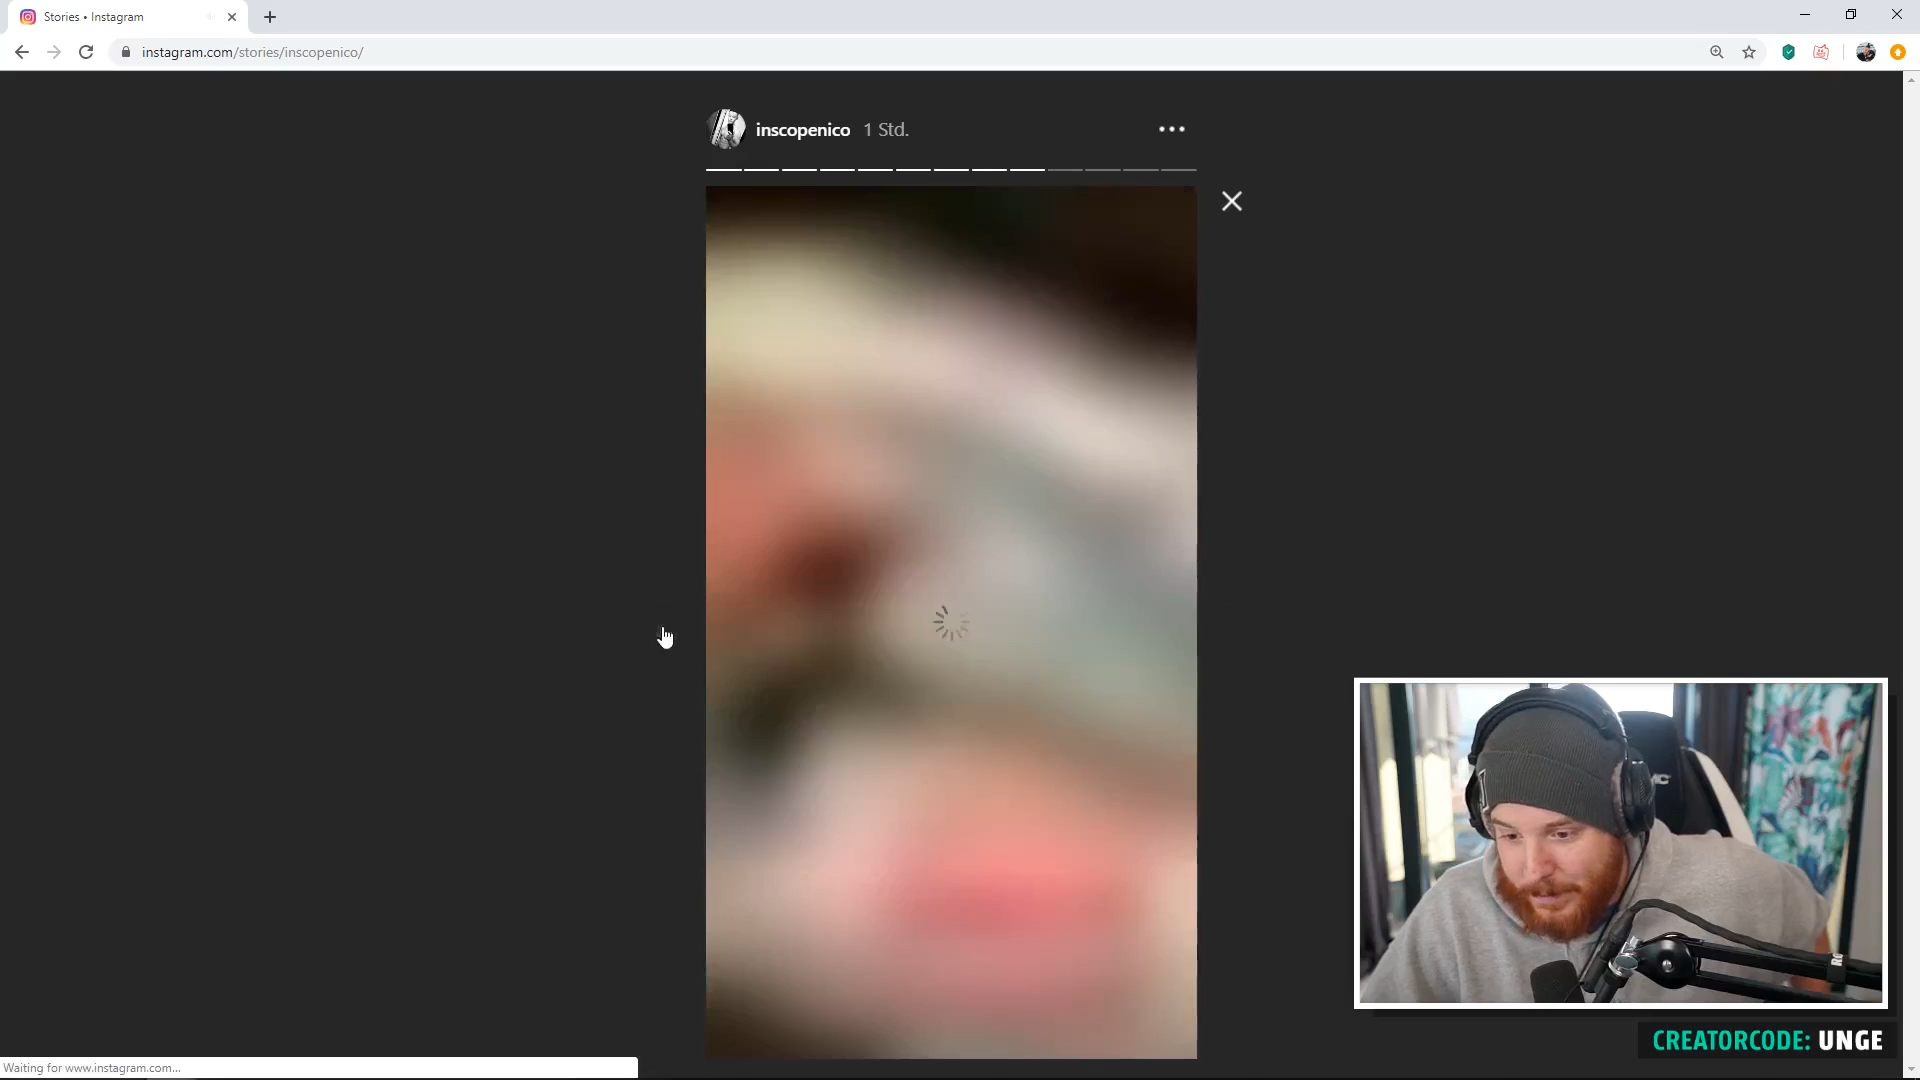 Stories • Instagram
instagram.com/stories/inscopenico/
inscopenico 1 Std.
CREATORCODE: UNGE
Waiting for www.instagram.com...